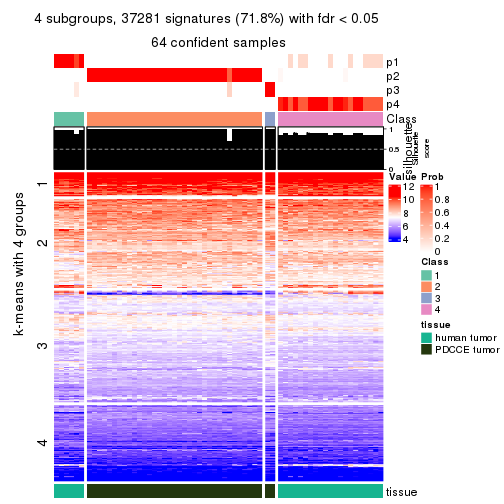 4 subgroups, 37281 signatures (71.8%) with fdr < 0.05
64 confident samples
p1
p2
p3
p4
Class
1
0.5
0
silhouette
Silhouette
score
k-means with 4 groups
1
2
3
4
Value
12
10
8
6
4
Prob
1
0.8
0.6
0.4
0.2
0
Class
1
2
3
4
tissue
human tumor
PDCCE tumor
tissue